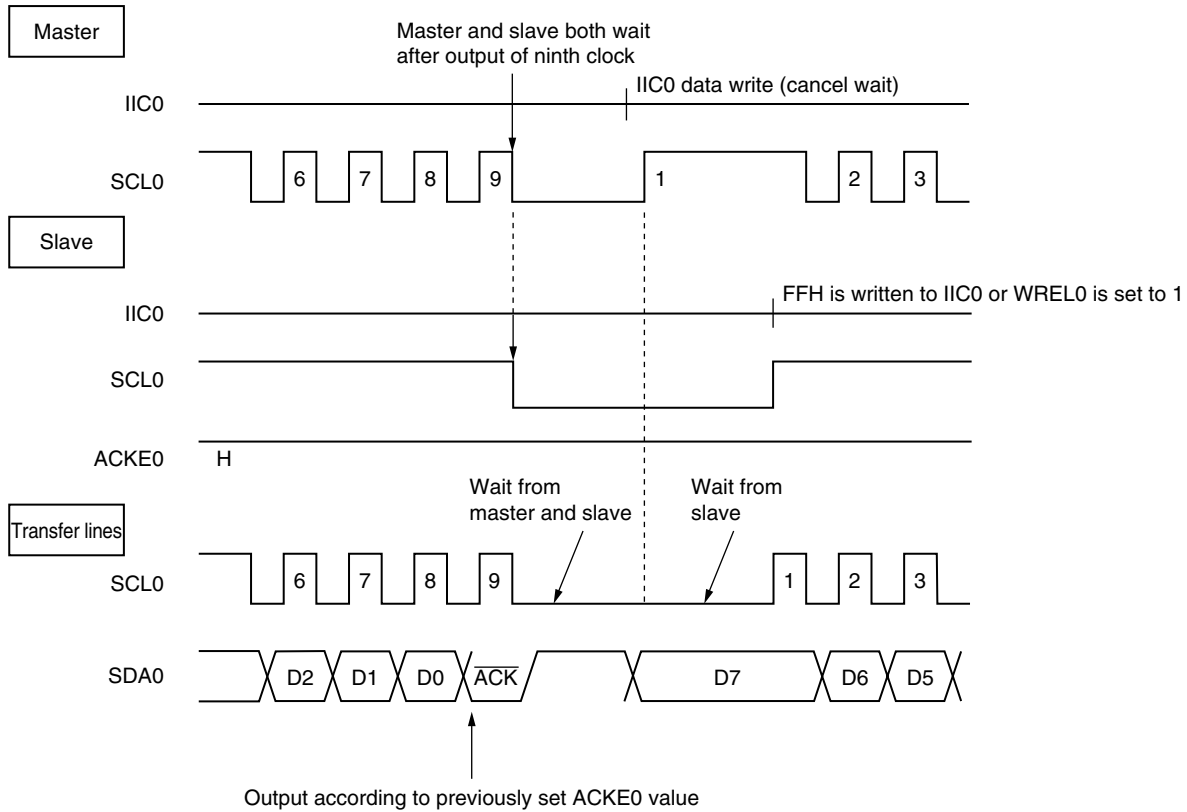 Master
Master and slave both wait
after output of ninth clock
IIC0 data write (cancel wait)
IIC0
SCL0
6 7 8 9 1 2 3
Slave
FFH is written to IIC0 or WREL0 is set to 1
IIC0
SCL0
ACKE0 H
Wait from
master and slave
Wait from
slave
Transfer lines
SCL0
6 7 8 9 1 2 3
SDA0
D2 D1 D0 ACK D7 D6 D5
Output according to previously set ACKE0 value